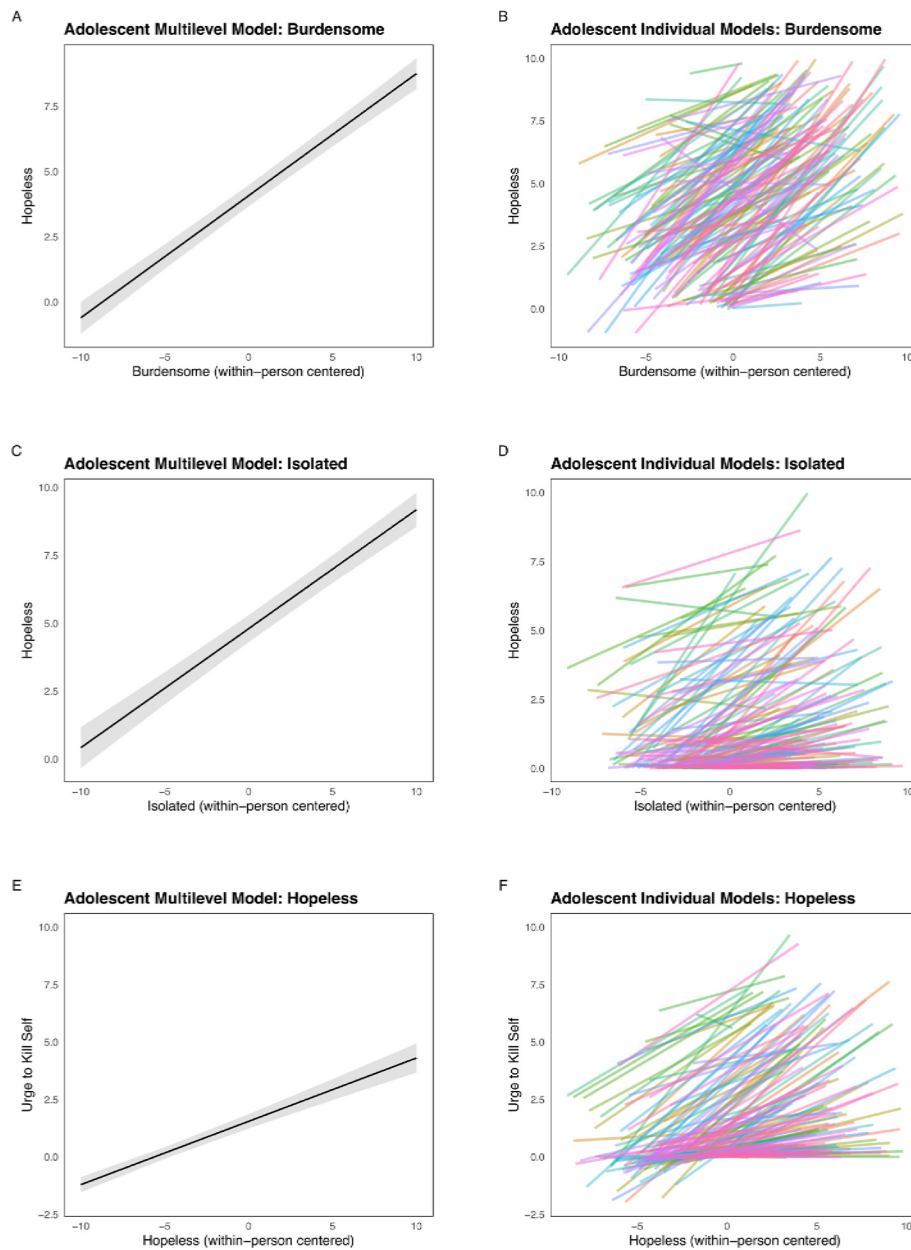 A
Adolescent Multilevel Model: Burdensome
7.5
5.0
2.5
0.0
Hopeless
−10
−5
0
5
10
Burdensome (within−person centered)
B
Adolescent Individual Models: Burdensome
10.0
7.5
5.0
2.5
0.0
Hopeless
−10
−5
0
5
10
Burdensome (within−person centered)
C
Adolescent Multilevel Model: Isolated
10.0
7.5
5.0
2.5
0.0
Hopeless
−10
−5
0
5
10
Isolated (within−person centered)
D
Adolescent Individual Models: Isolated
10.0
7.5
5.0
2.5
0.0
Hopeless
−10
−5
0
5
10
Isolated (within−person centered)
E
Adolescent Multilevel Model: Hopeless
10.0
7.5
5.0
2.5
0.0
−2.5
Urge to Kill Self
−10
−5
0
5
10
Hopeless (within−person centered)
F
Adolescent Individual Models: Hopeless
10.0
7.5
5.0
2.5
0.0
−2.5
Urge to Kill Self
−10
−5
0
5
10
Hopeless (within−person centered)